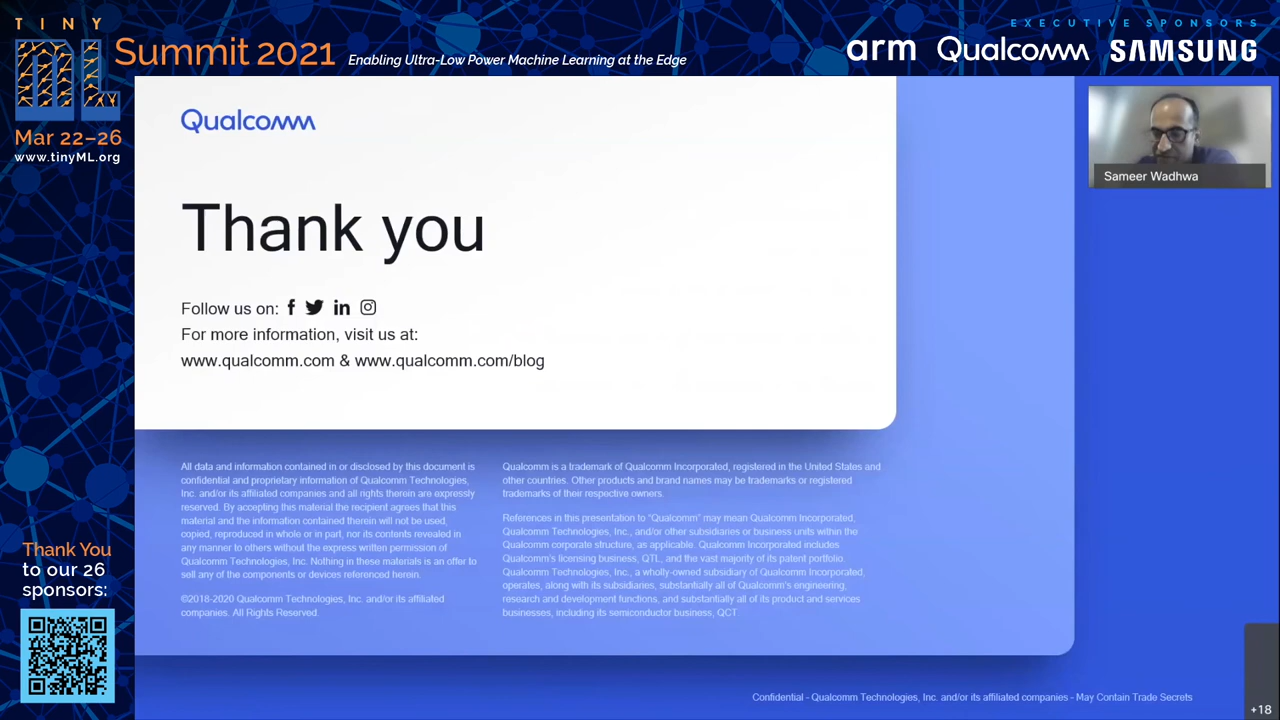 TINY
ML
Summit 2021
Enabling Ultra-Low Power Machine Learning at the Edge
EXECUTIVE SPONSORS
arm Qualcomm SAMSUNG
Mar 22–26
www.tinyML.org
Qualcomm
Thank you
Follow us on:
For more information, visit us at:
www.qualcomm.com & www.qualcomm.com/blog
Sameer Wadhwa
All data and information contained in or disclosed by this document is
confidential and proprietary information of Qualcomm Technologies,
Inc. and/or its affiliated companies and all rights therein are expressly
reserved. By accepting this material the recipient agrees that this
material and the information contained therein will not be used,
copied, reproduced in whole or in part, nor its contents revealed in
any manner to others without the express written permission of
Qualcomm Technologies, Inc. Nothing in these materials is an offer to
sell any of the components or devices referenced herein.
©2018-2020 Qualcomm Technologies, Inc. and/or its affiliated
companies. All Rights Reserved.
Qualcomm is a trademark of Qualcomm Incorporated, registered in the United States and
other countries. Other products and brand names may be trademarks or registered
trademarks of their respective owners.
References in this presentation to “Qualcomm” may mean Qualcomm Incorporated,
Qualcomm Technologies, Inc., and/or other subsidiaries or business units within the
Qualcomm corporate structure, as applicable. Qualcomm Incorporated includes
Qualcomm's licensing business, QTL, and the vast majority of its patent portfolio.
Qualcomm Technologies, Inc., a wholly-owned subsidiary of Qualcomm Incorporated,
operates, along with its subsidiaries, substantially all of Qualcomm's engineering,
research and development functions, and substantially all of its product and services
businesses, including its semiconductor business, QCT.
Thank You
to our 26
sponsors:
Confidential - Qualcomm Technologies, Inc. and/or its affiliated companies - May Contain Trade Secrets
+18